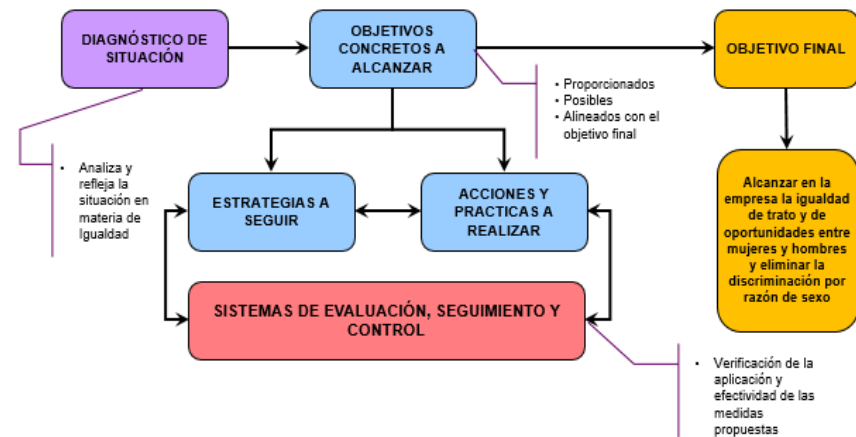 DIAGNÓSTICO DE
SITUACIÓN
OBJETIVOS
CONCRETOS A
ALCANZAR
OBJETIVO FINAL
• Proporcionados
• Posibles
• Alineados con el
objetivo final
• Analiza y
refleja la
situación en
materia de
Igualdad
ESTRATEGIAS A
SEGUIR
ACCIONES Y
PRACTICAS A
REALIZAR
Alcanzar en la
empresa la igualdad
de trato y de
oportunidades entre
mujeres y hombres
y eliminar la
discriminación por
razón de sexo
SISTEMAS DE EVALUACIÓN, SEGUIMIENTO Y
CONTROL
• Verificación de la
aplicación y
efectividad de las
medidas
propuestas